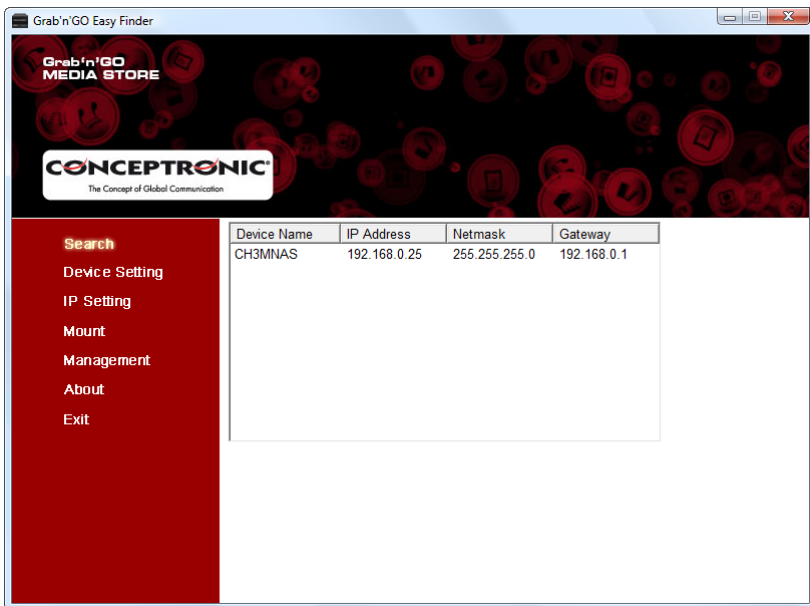 Grab'n'GO Easy Finder
Grab'n'GO
MEDIA STORE
CONCEPTRONIC
The Concept of Global Communication
Search
Device Setting
IP Setting
Mount
Management
About
Exit
Device Name IP Address Netmask Gateway
CH3MNAS 192.168.0.25 255.255.255.0 192.168.0.1